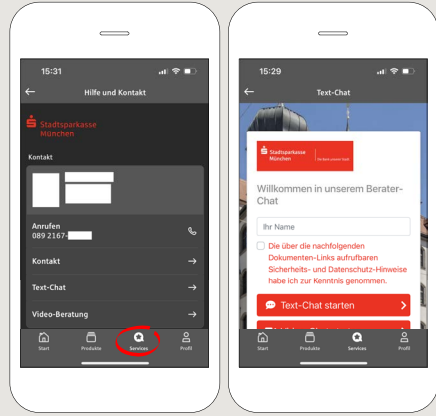 15:31
Hilfe und Kontakt
Stadtsparkasse
München
Kontakt
Anrufen
089 2167-
Kontakt
Text-Chat
Video-Beratung
Start
Produkte
Services
Profil
15:29
Text-Chat
Stadtsparkasse
München
Willkommen in unserem Berater-
Chat
Ihr Name
Die über die nachfolgenden
Dokumenten-Links aufrufbaren
Sicherheits- und Datenschutz-Hinweise
habe ich zur Kenntnis genommen.
Text-Chat starten
Start
Produkte
Services
Profil